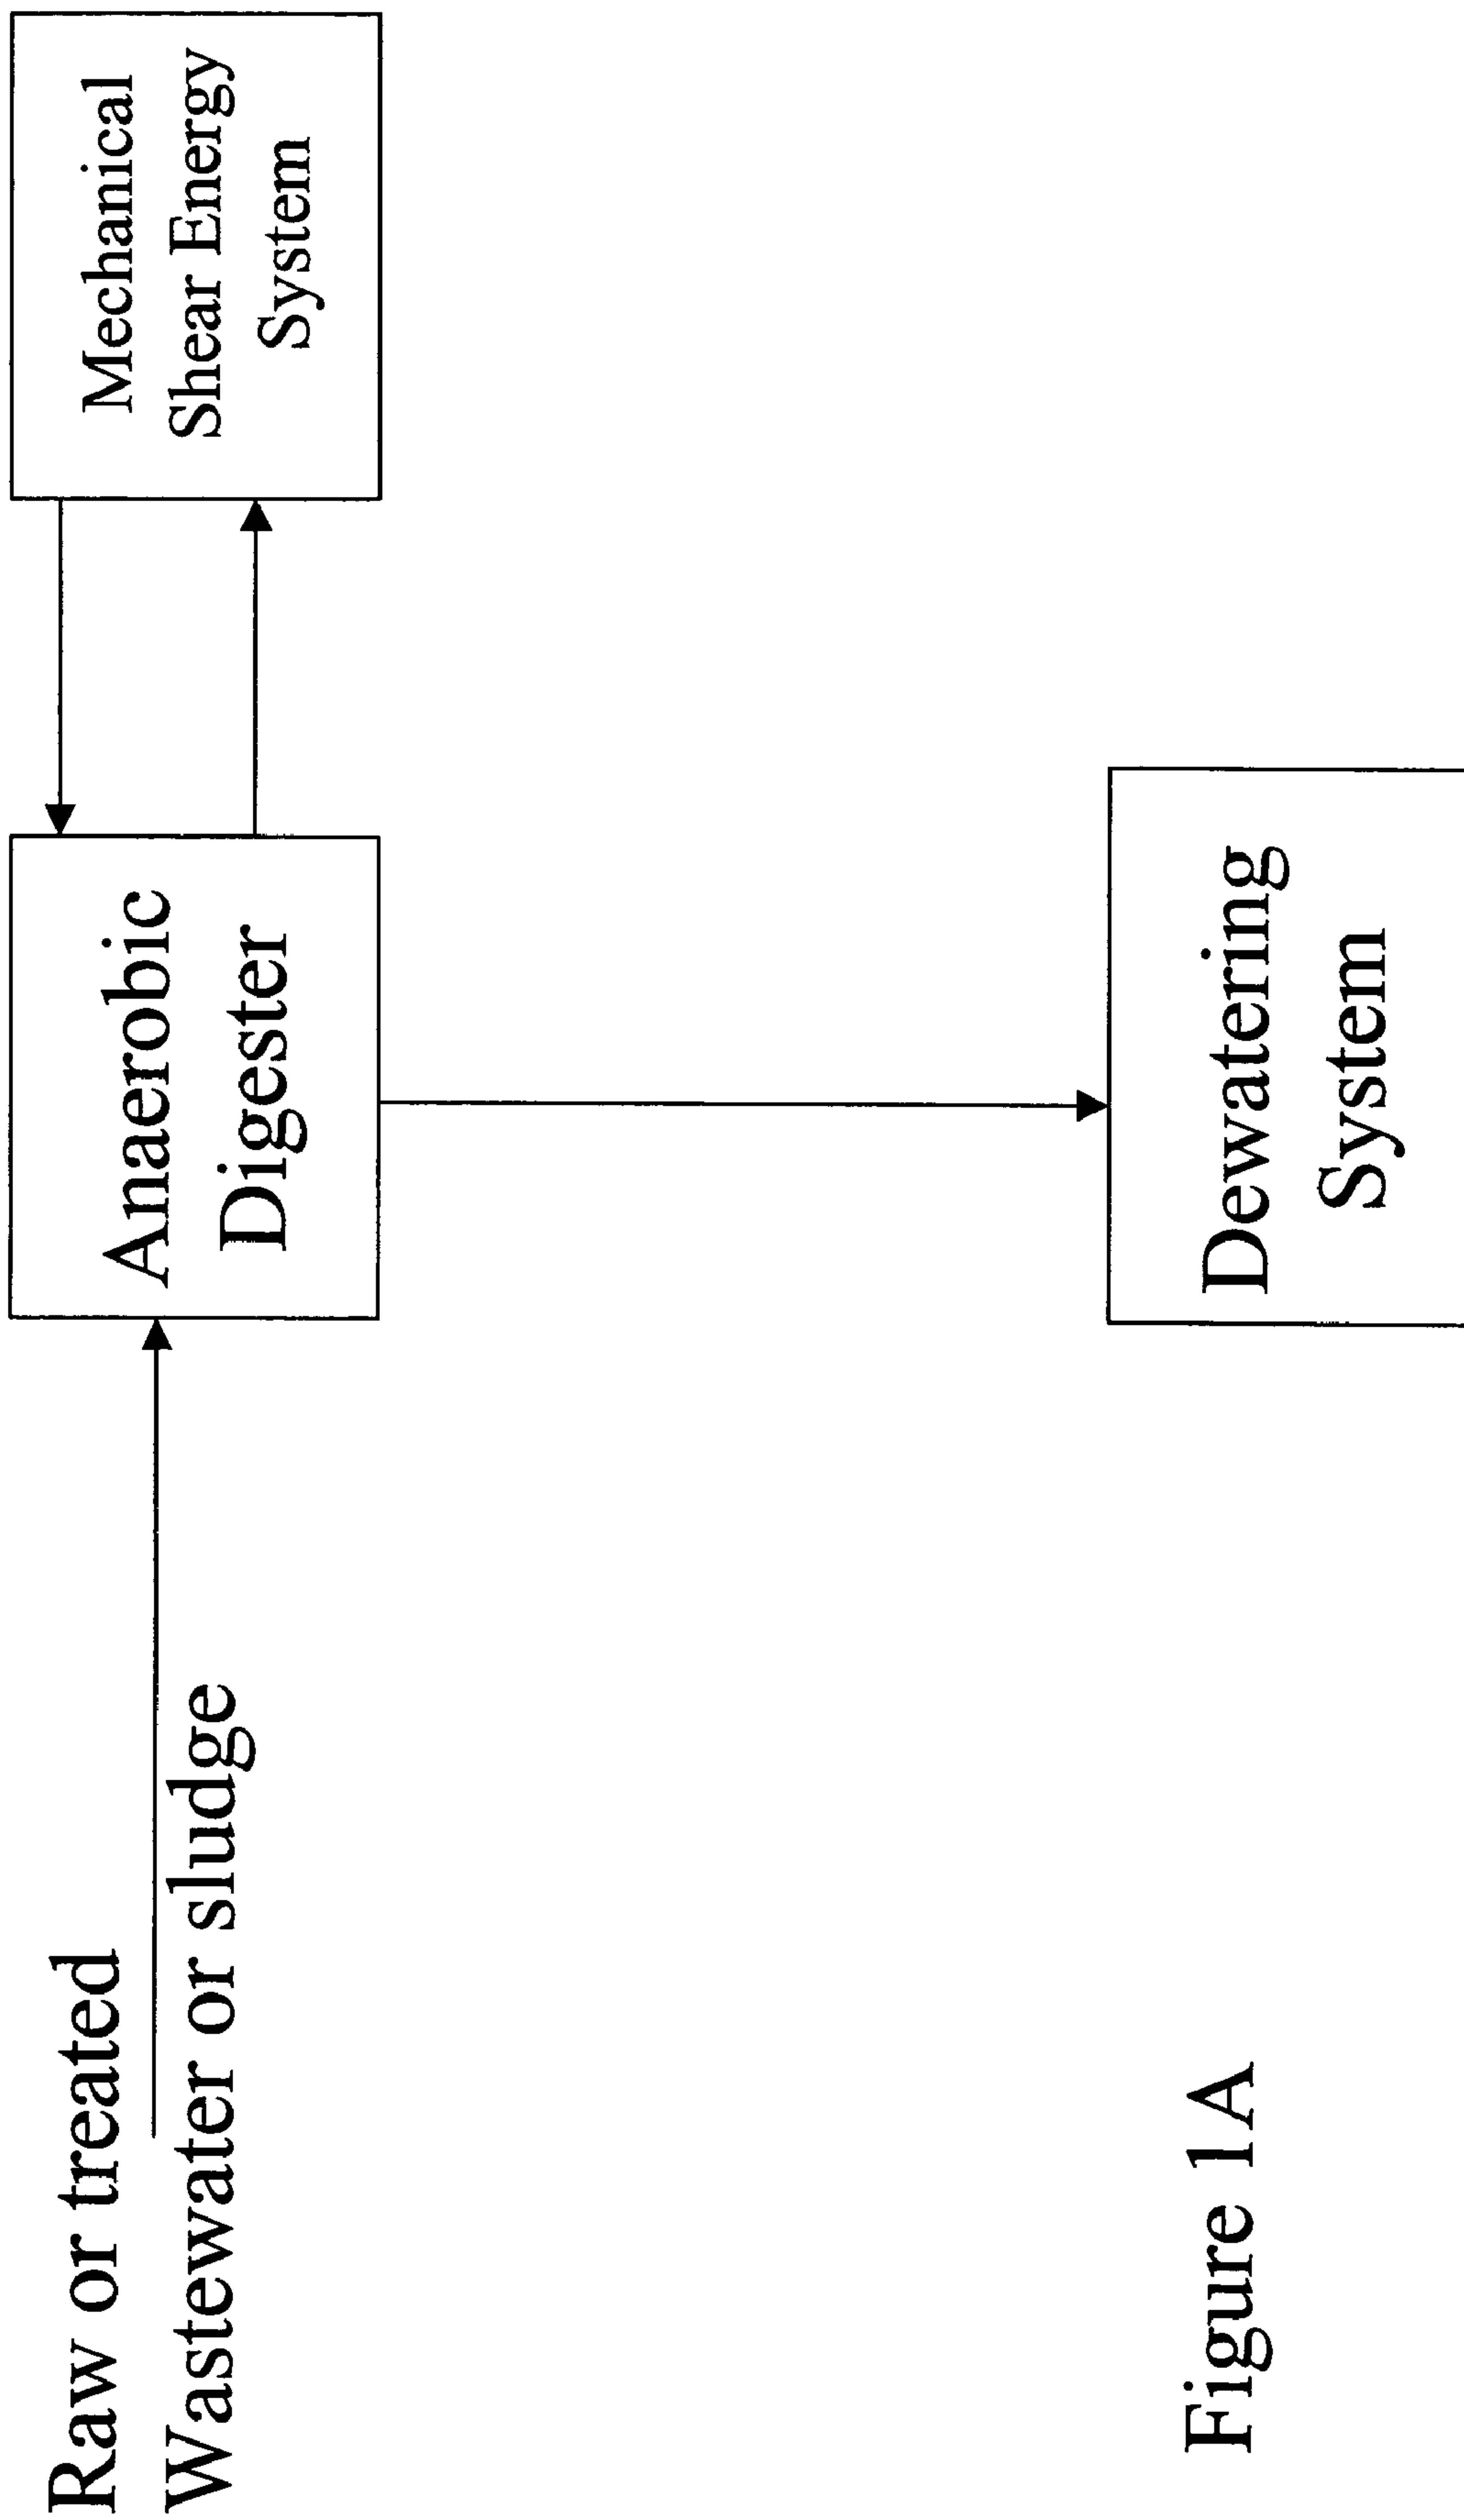 Raw or treated
Wastewater or sludge
Anaerobic
Digester
Mechanical
Shear Energy
System
Dewatering
System
Figure 1A